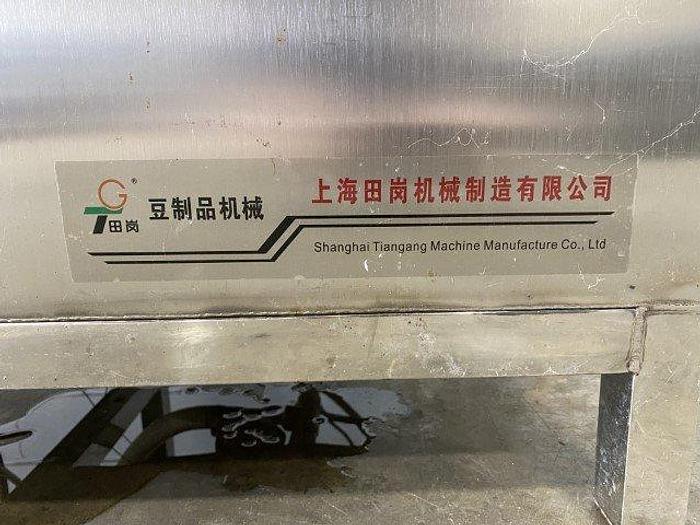 G®
T田岗
豆制品机械
上海田岗机械制造有限公司
Shanghai Tiangang Machine Manufacture Co., Ltd